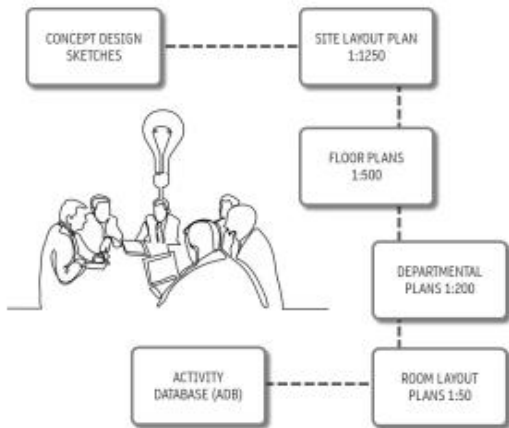 CONCEPT DESIGN
SKETCHES
SITE LAYOUT PLAN
1:1250
FLOOR PLANS
1:500
DEPARTMENTAL
PLANS 1:200
ACTIVITY
DATABASE (ADB)
ROOM LAYOUT
PLANS 1:50